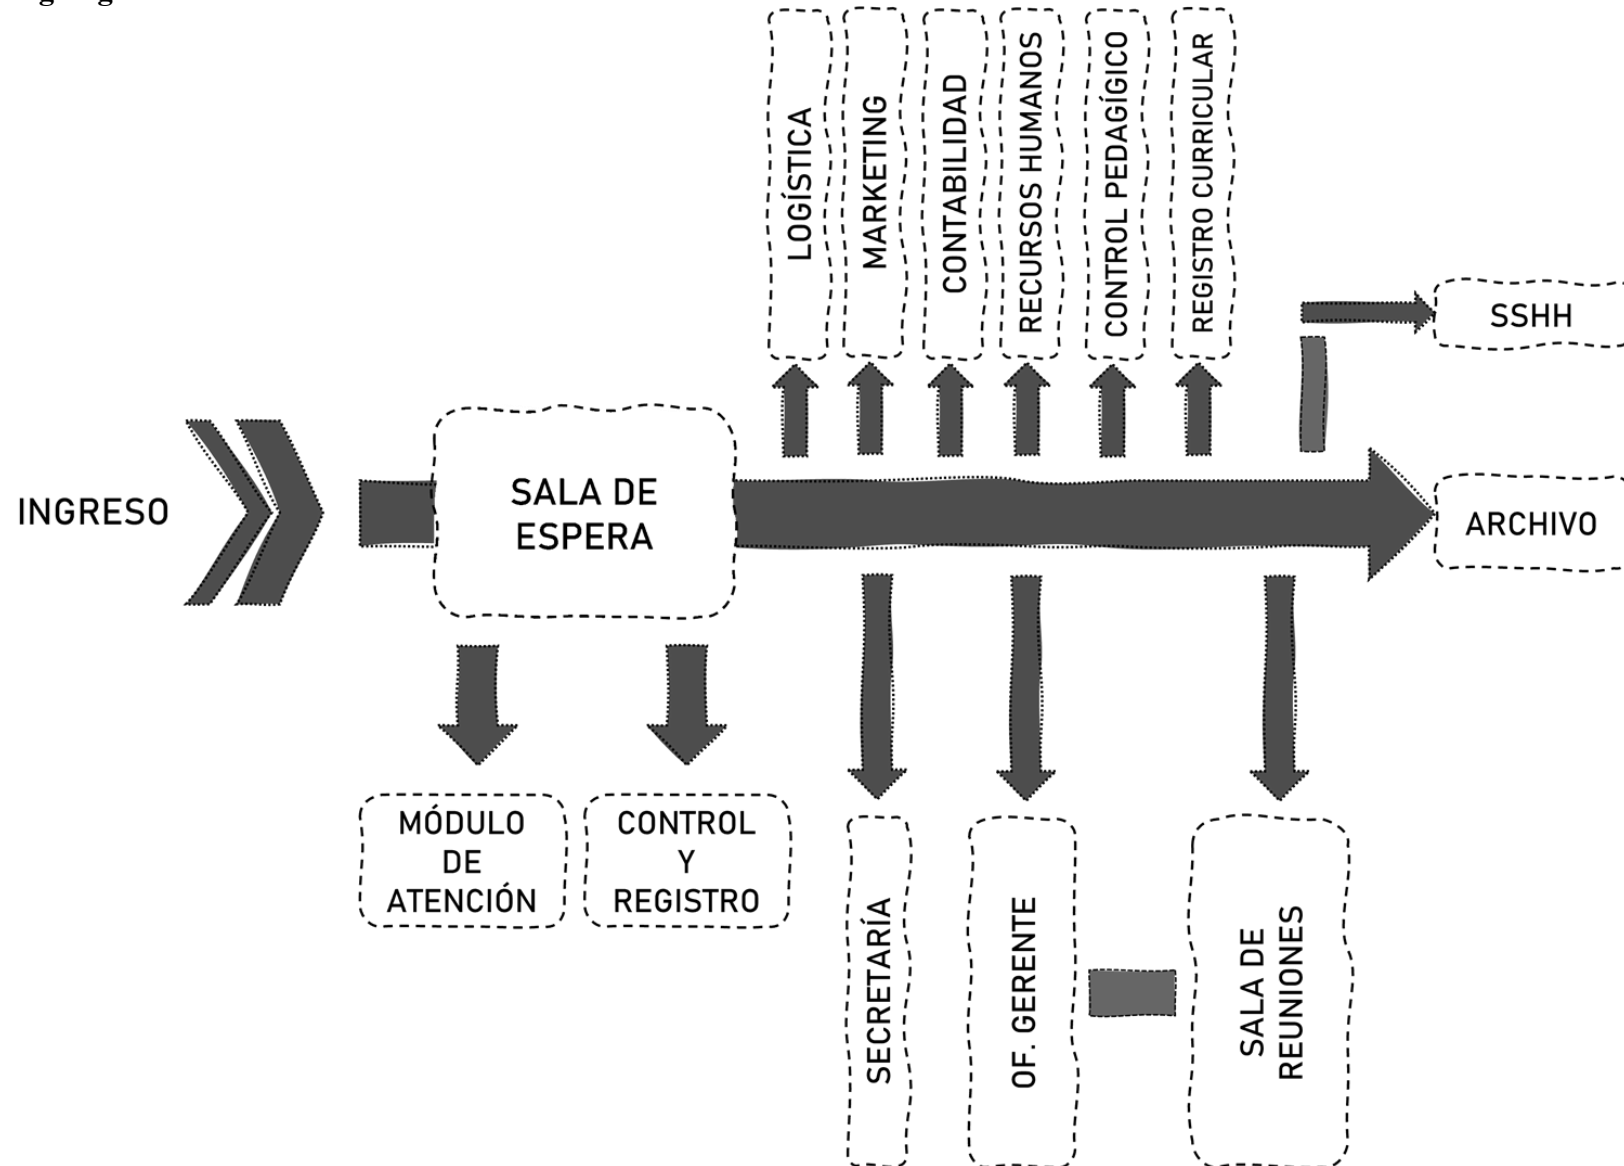 LOGÍSTICA
MARKETING
CONTABILIDAD
RECURSOS HUMANOS
CONTROL PEDAGÍGICO
REGISTRO CURRICULAR
SSHH
INGRESO
SALA DE
ESPERA
ARCHIVO
MÓDULO
DE
ATENCIÓN
CONTROL
Y
REGISTRO
SECRETARÍA
OF. GERENTE
SALA DE
REUNIONES